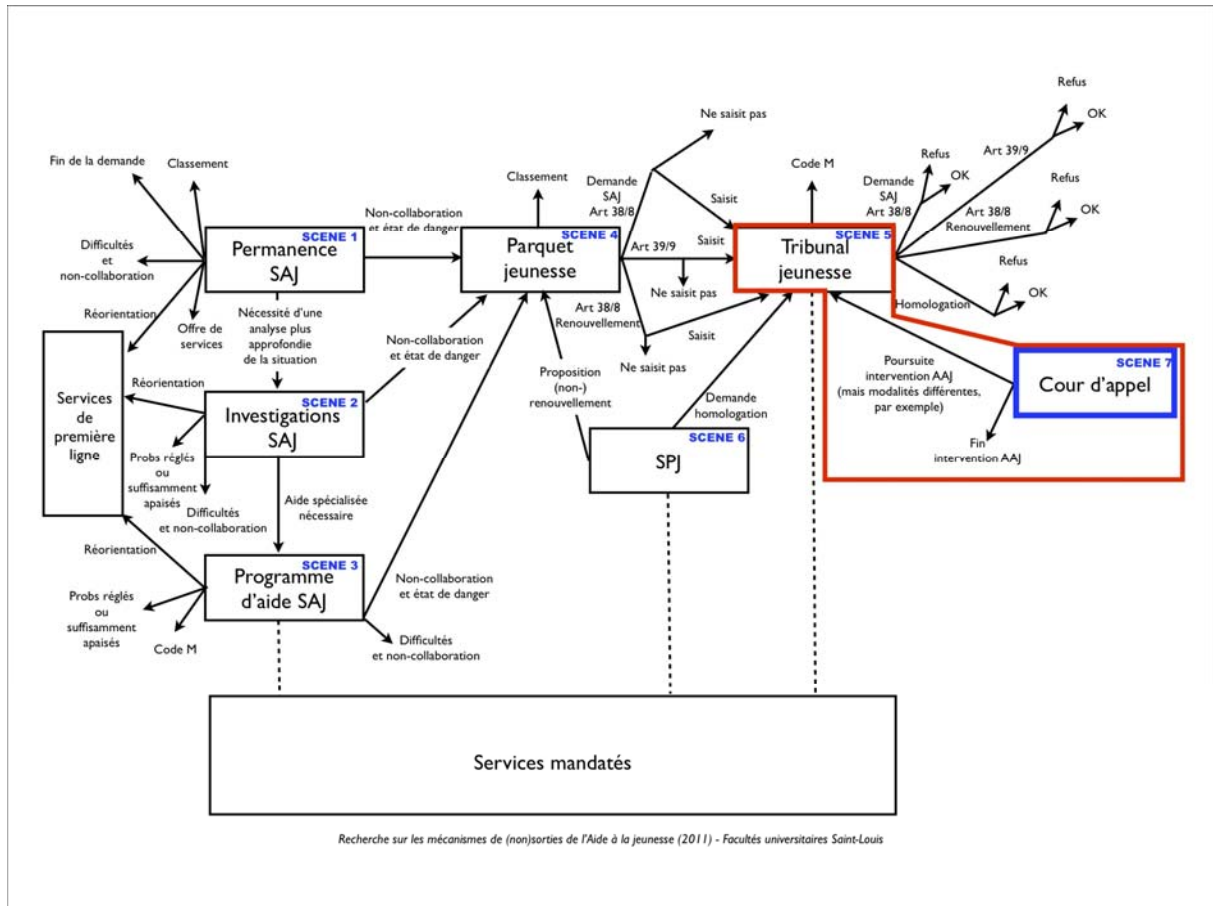 Refus
OK
Ne saisit pas
Art 39/9
Fin de la demande
Classement
Code M
Refus
OK
Refus
OK
Classement
Demande
SAJ
Art 38/8
Saisit
Demande
SAJ
Art 38/8
Art 38/8
Renouvellement
Non-collaboration
et état de danger
SCENE 1
Permanence
SAJ
SCENE 4
Parquet
jeunesse
Art 39/9
Saisit
SCENE 5
Tribunal
jeunesse
Difficultés
et
non-collaboration
Refus
OK
Homologation
Ne saisit pas
Réorientation
Offre de
services
Nécessité d'une
analyse plus
approfondie
de la situation
Art 38/8
Renouvellement
Saisit
Non-collaboration
et état de danger
Ne saisit pas
Poursuite
intervention AAJ
(mais modalités différentes,
par exemple)
SCENE 7
Cour d'appel
Services
de
première
ligne
Réorientation
SCENE 2
Investigations
SAJ
Proposition
(non-)
renouvellement
Demande
homologation
SCENE 6
SPJ
Fin
intervention AAJ
Probs réglés
ou
suffisamment
apaisés
Difficultés
et non-collaboration
Aide spécialisée
nécessaire
Réorientation
SCENE 3
Programme
d'aide SAJ
Non-collaboration
et état de danger
Probs réglés
ou
suffisamment
apaisés
Code M
Difficultés
et non-collaboration
Services mandatés
Recherche sur les mécanismes de (non)sorties de l'Aide à la jeunesse (2011) - Facultés universitaires Saint-Louis